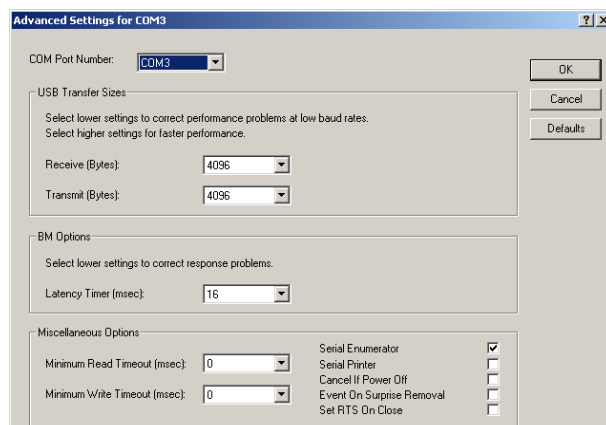 Advanced Settings for COM3
COM Port Number: COM3
OK
Cancel
Defaults
USB Transfer Sizes
Select lower settings to correct performance problems at low baud rates.
Select higher settings for faster performance.
Receive (Bytes): 4096
Transmit (Bytes): 4096
BM Options
Select lower settings to correct response problems.
Latency Timer (msec): 16
Miscellaneous Options
Minimum Read Timeout (msec): 0
Minimum Write Timeout (msec): 0
Serial Enumerator
Serial Printer
Cancel If Power Off
Event On Surprise Removal
Set RTS On Close